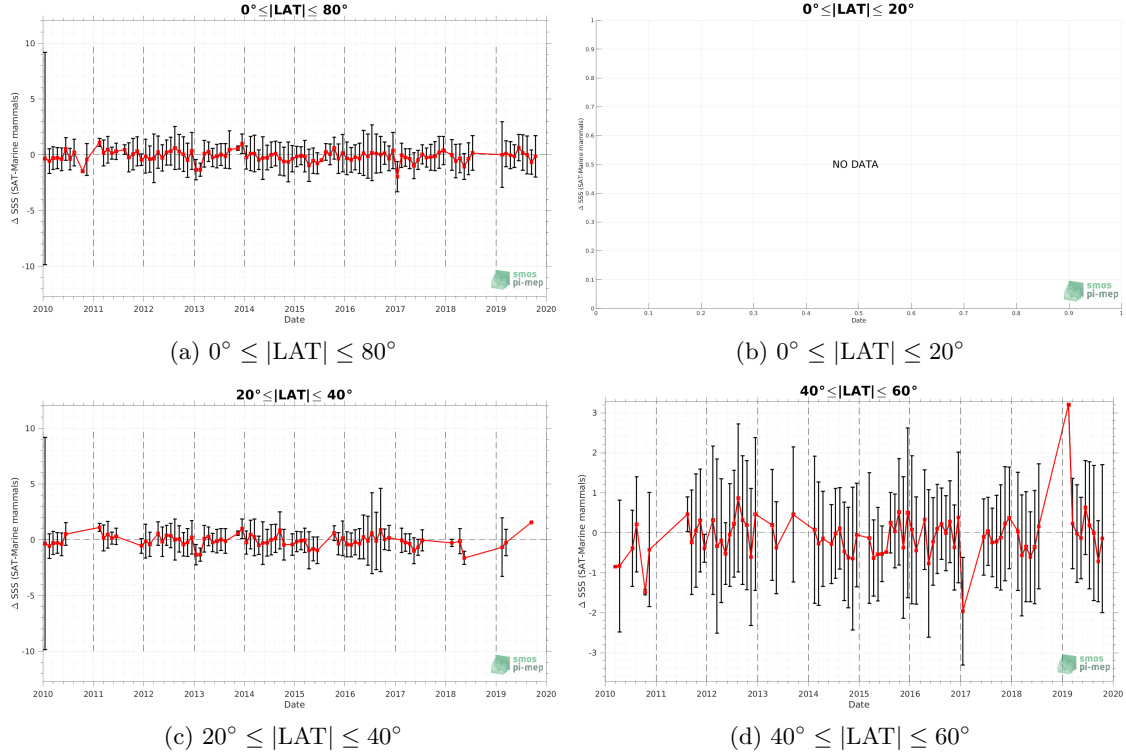 0°≤|LAT|≤ 80°
Δ SSS (SAT-Marine mammals)
10
5
0
-5
-10
2010 2011 2012 2013 2014 2015 2016 2017 2018 2019 2020
Date
smos
pi-mep
(a) 0° ≤ |LAT| ≤ 80°
0°≤|LAT|≤ 20°
Δ SSS (SAT-Marine mammals)
1
0.9
0.8
0.7
0.6
0.5
0.4
0.3
0.2
0.1
0
NO DATA
0 0.1 0.2 0.3 0.4 0.5 0.6 0.7 0.8 0.9 1
Date
smos
pi-mep
(b) 0° ≤ |LAT| ≤ 20°
20°≤|LAT|≤ 40°
Δ SSS (SAT-Marine mammals)
10
5
0
-5
-10
2010 2011 2012 2013 2014 2015 2016 2017 2018 2019 2020
Date
smos
pi-mep
(c) 20° ≤ |LAT| ≤ 40°
40°≤|LAT|≤ 60°
Δ SSS (SAT-Marine mammals)
3
2
1
0
-1
-2
-3
2010 2011 2012 2013 2014 2015 2016 2017 2018 2019 2020
Date
smos
pi-mep
(d) 40° ≤ |LAT| ≤ 60°